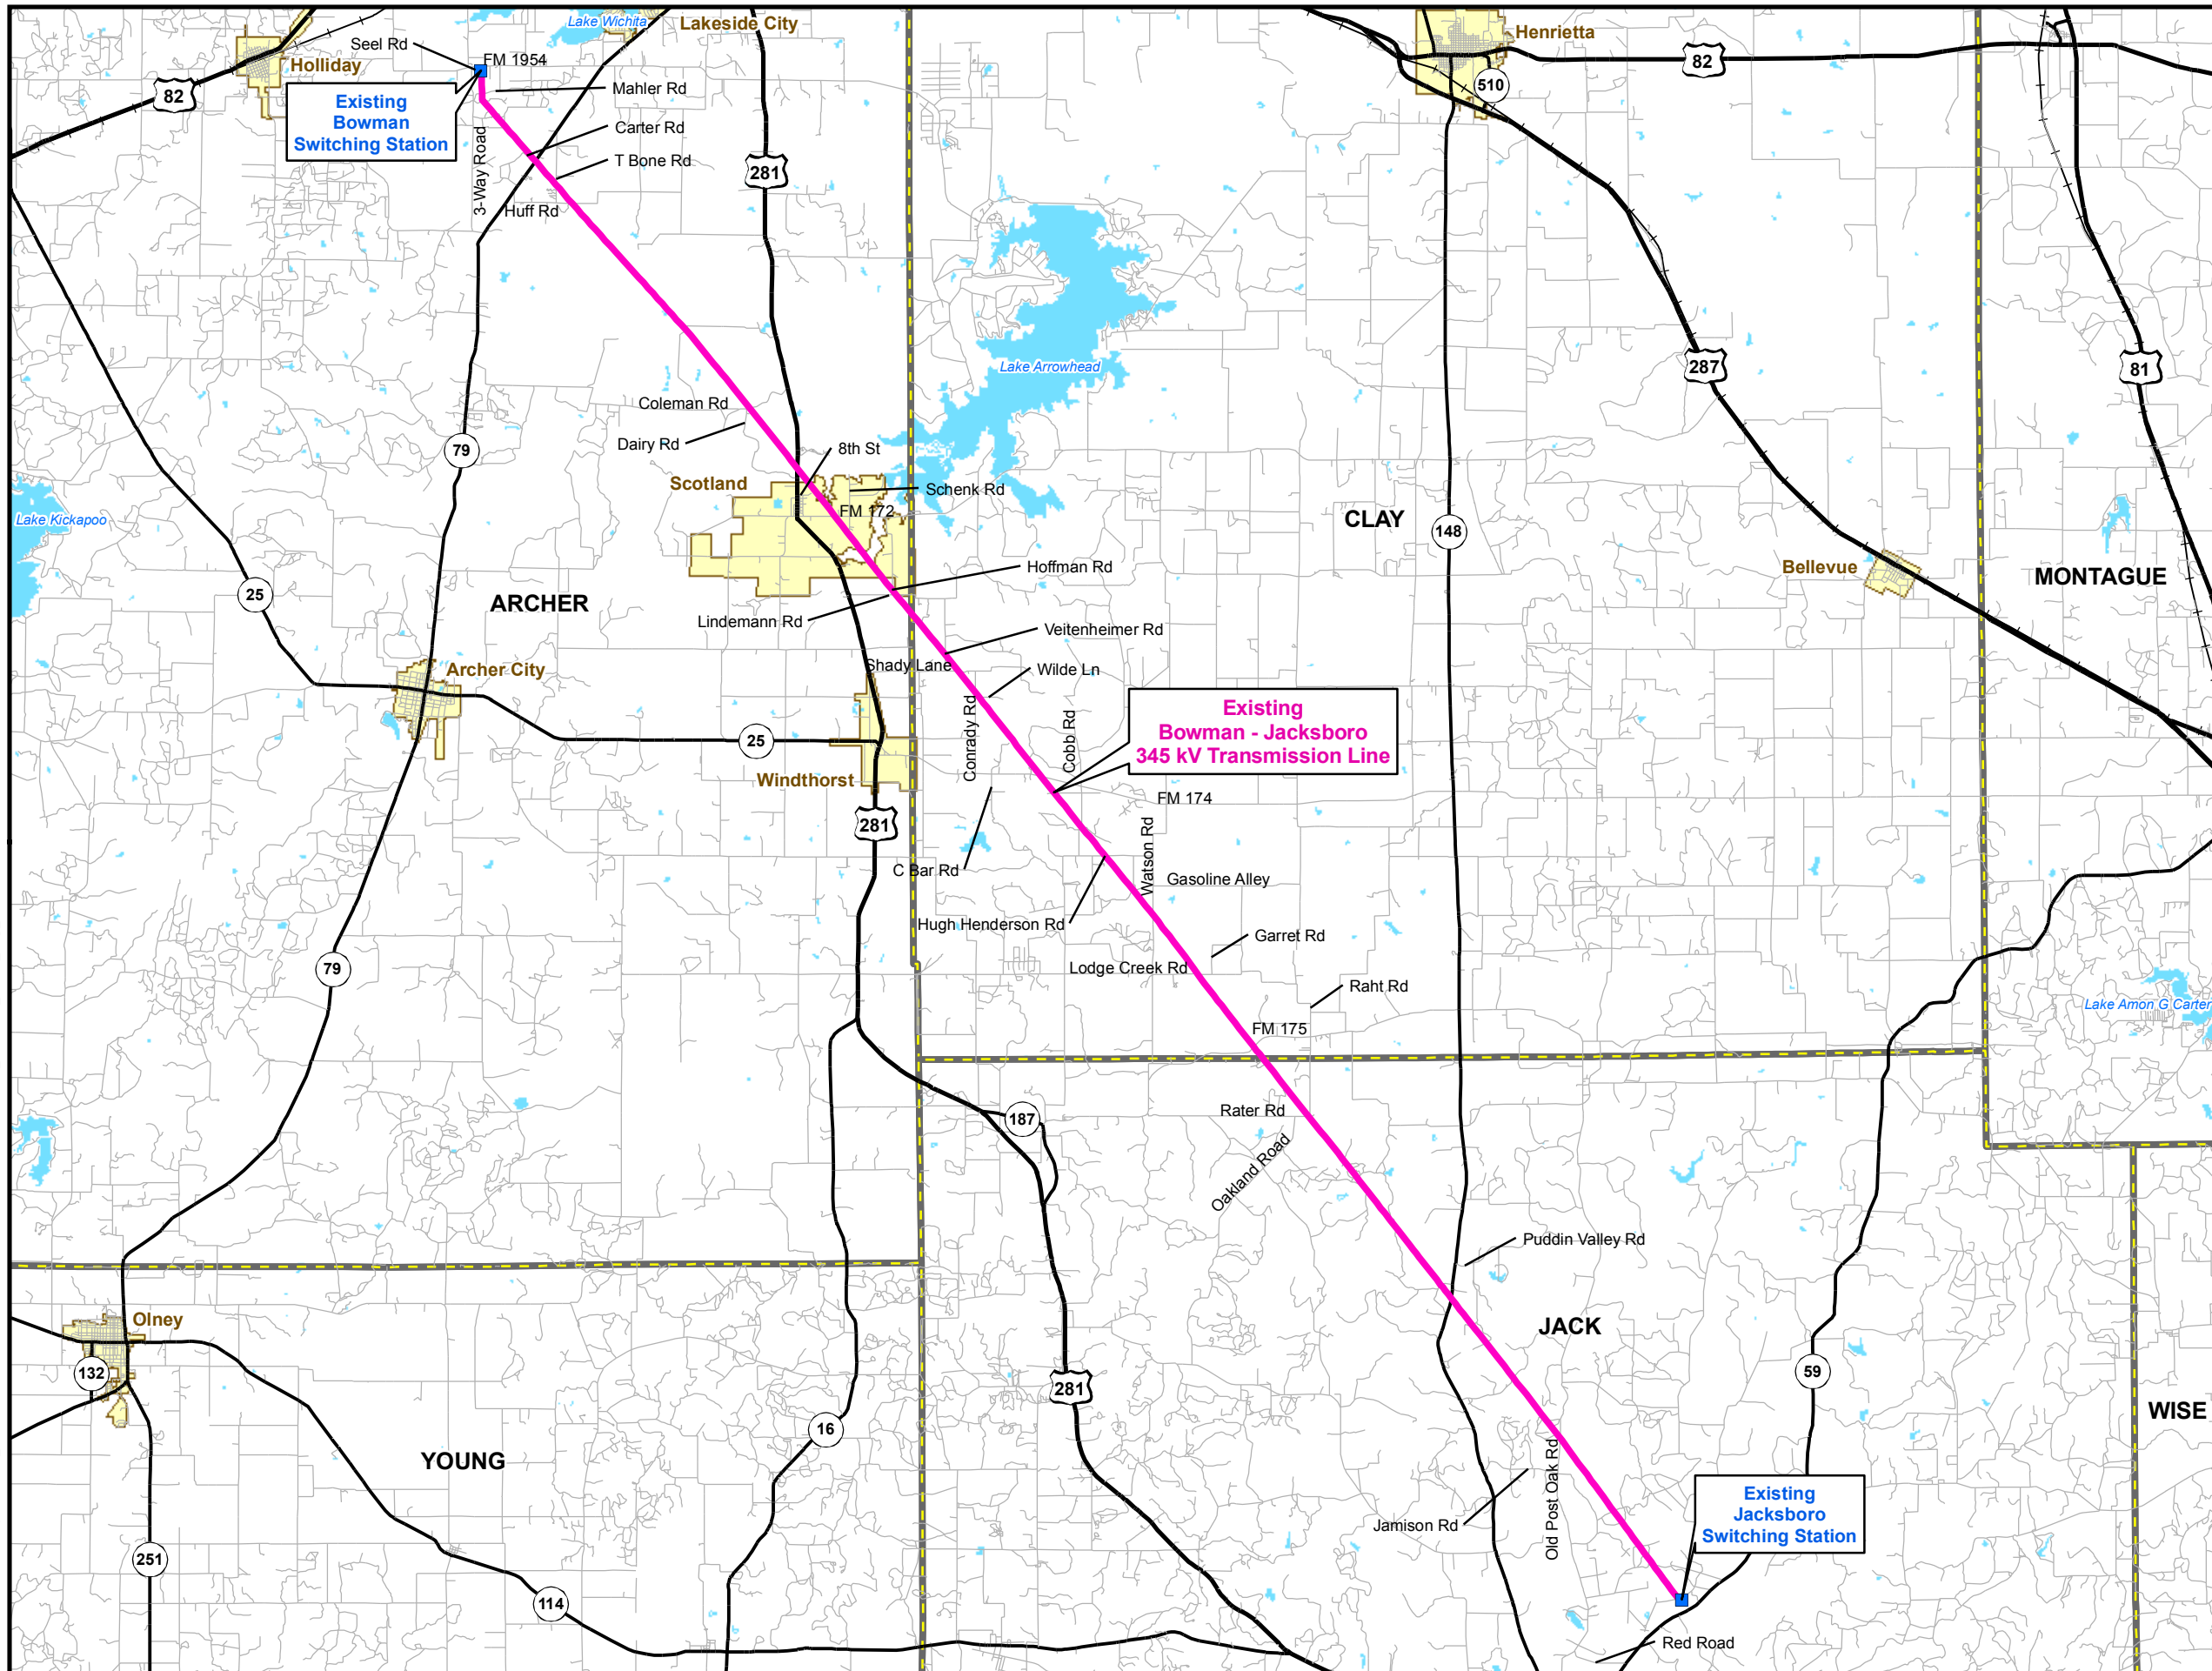 Lake Wichita
Lakeside City
Henrietta
Seel Rd
FM 1954
Holliday
82
82
510
Mahler Rd
Existing
Bowman
Switching Station
Carter Rd
T Bone Rd
281
3-Way Road
Huff Rd
Lake Arrowhead
287
81
Coleman Rd
Dairy Rd
79
8th St
Scotland
Schenk Rd
FM 172
Lake Kickapoo
CLAY
148
Hoffman Rd
Bellevue
MONTAGUE
25
ARCHER
Lindemann Rd
Veitenheimer Rd
Shady Lane
Wilde Ln
Archer City
Existing
Bowman - Jacksboro
345 kV Transmission Line
Conrady Rd
Cobb Rd
25
Windthorst
FM 174
281
Watson Rd
C Bar Rd
Gasoline Alley
Hugh Henderson Rd
Garret Rd
79
Lodge Creek Rd
Raht Rd
Lake Amon G Carter
FM 175
187
Rater Rd
Oakland Road
Puddin Valley Rd
Olney
JACK
132
281
59
WISE
16
YOUNG
Old Post Oak Rd
Existing
Jacksboro
Switching Station
Jamison Rd
251
114
Red Road